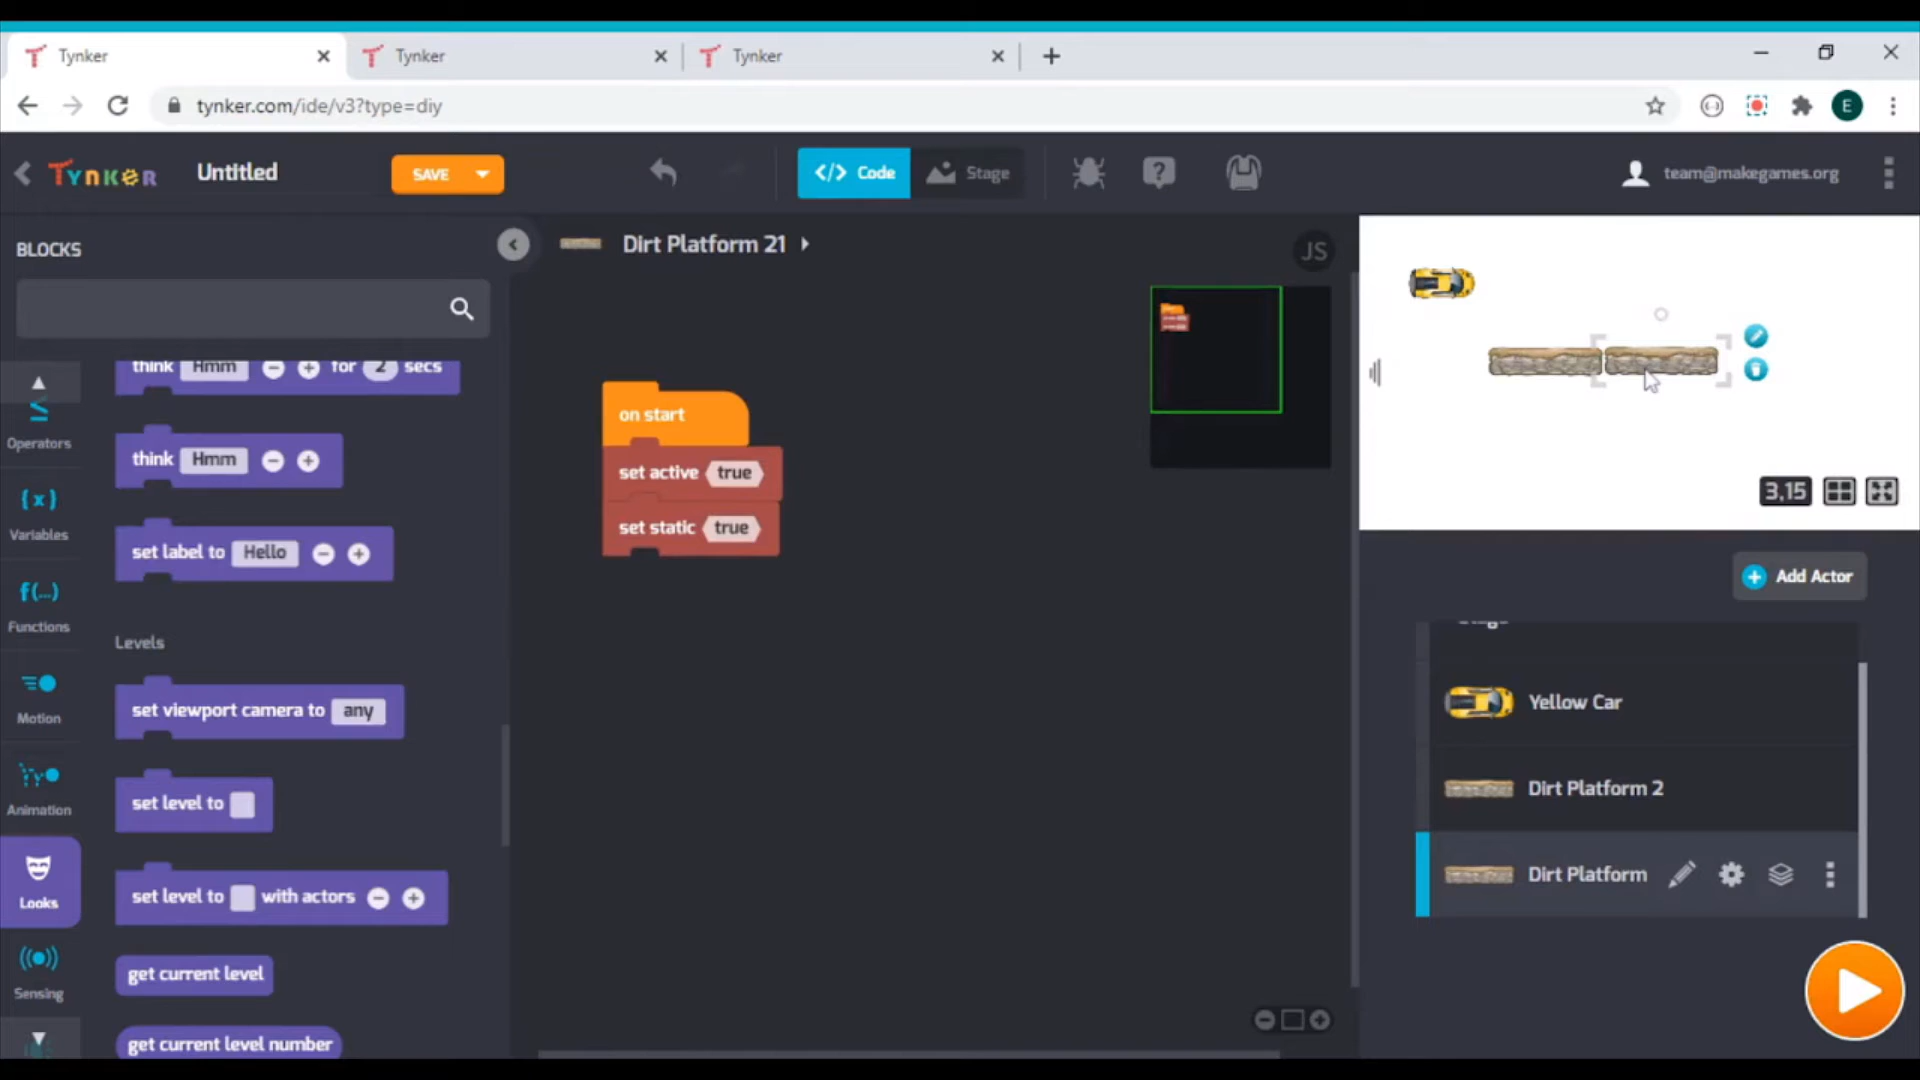 Tynker
Tynker
Tynker
tynker.com/ide/v3?type=diy
E
TYNKER
Untitled
SAVE
</> Code
Stage
?
team@makegames.org
BLOCKS
Dirt Platform 21
JS
think Hmm for 2 secs
Operators
on start
think Hmm
set active true
3,15
{x}
Variables
set static true
set label to Hello
Add Actor
f(...)
Functions
Levels
Stage
Yellow Car
set viewport camera to any
Motion
Dirt Platform 2
set level to
Animation
Dirt Platform
set level to with actors
Looks
get current level
Sensing
get current level number